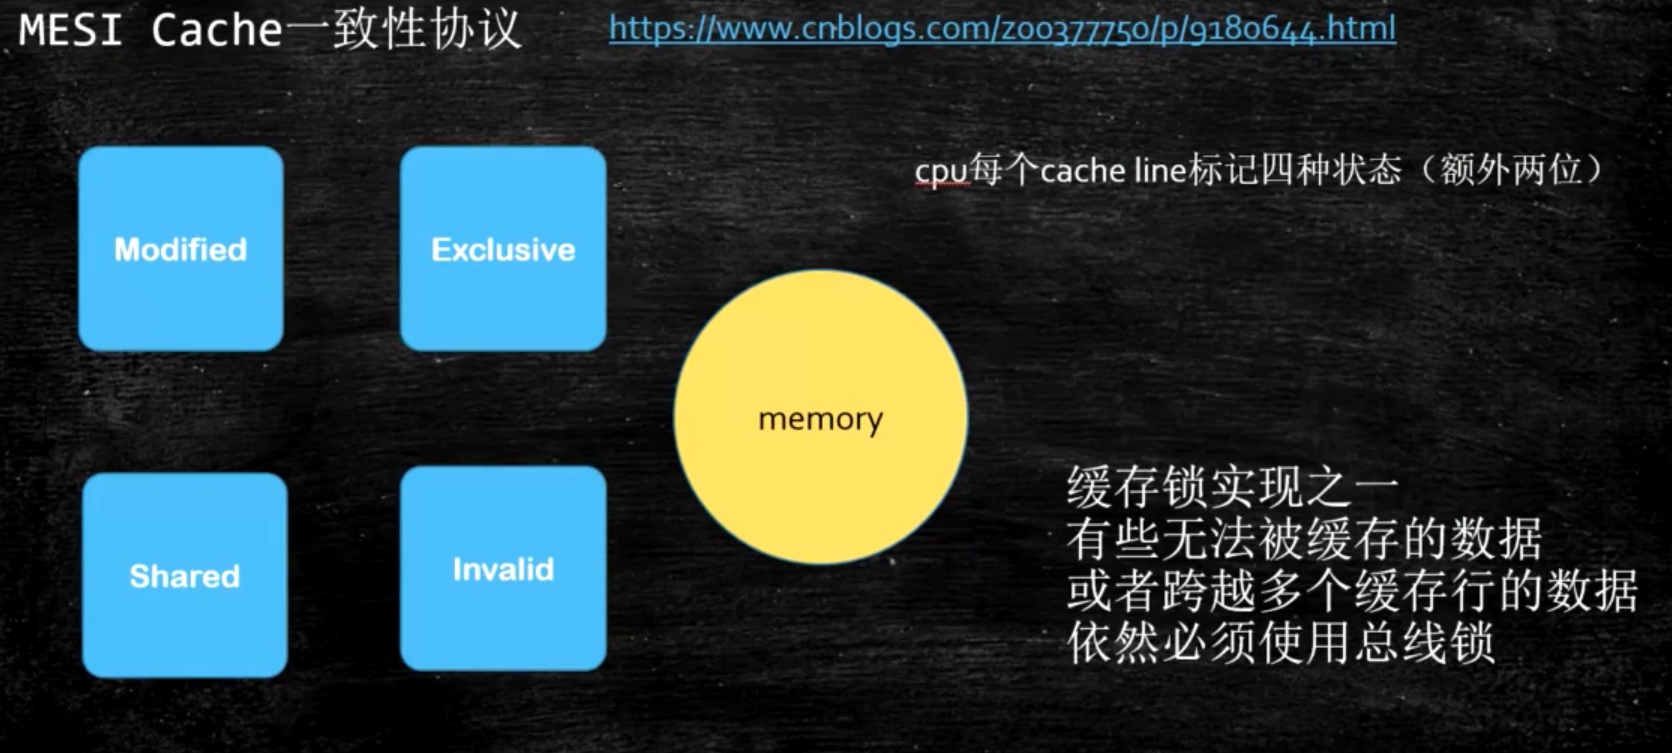 MESI Cache一致性协议
https://www.cnblogs.com/z00377750/p/9180644.html
cpu每个cache line标记四种状态（额外两位）
Modified
Exclusive
memory
Shared
Invalid
缓存锁实现之一
有些无法被缓存的数据
或者跨越多个缓存行的数据
依然必须使用总线锁